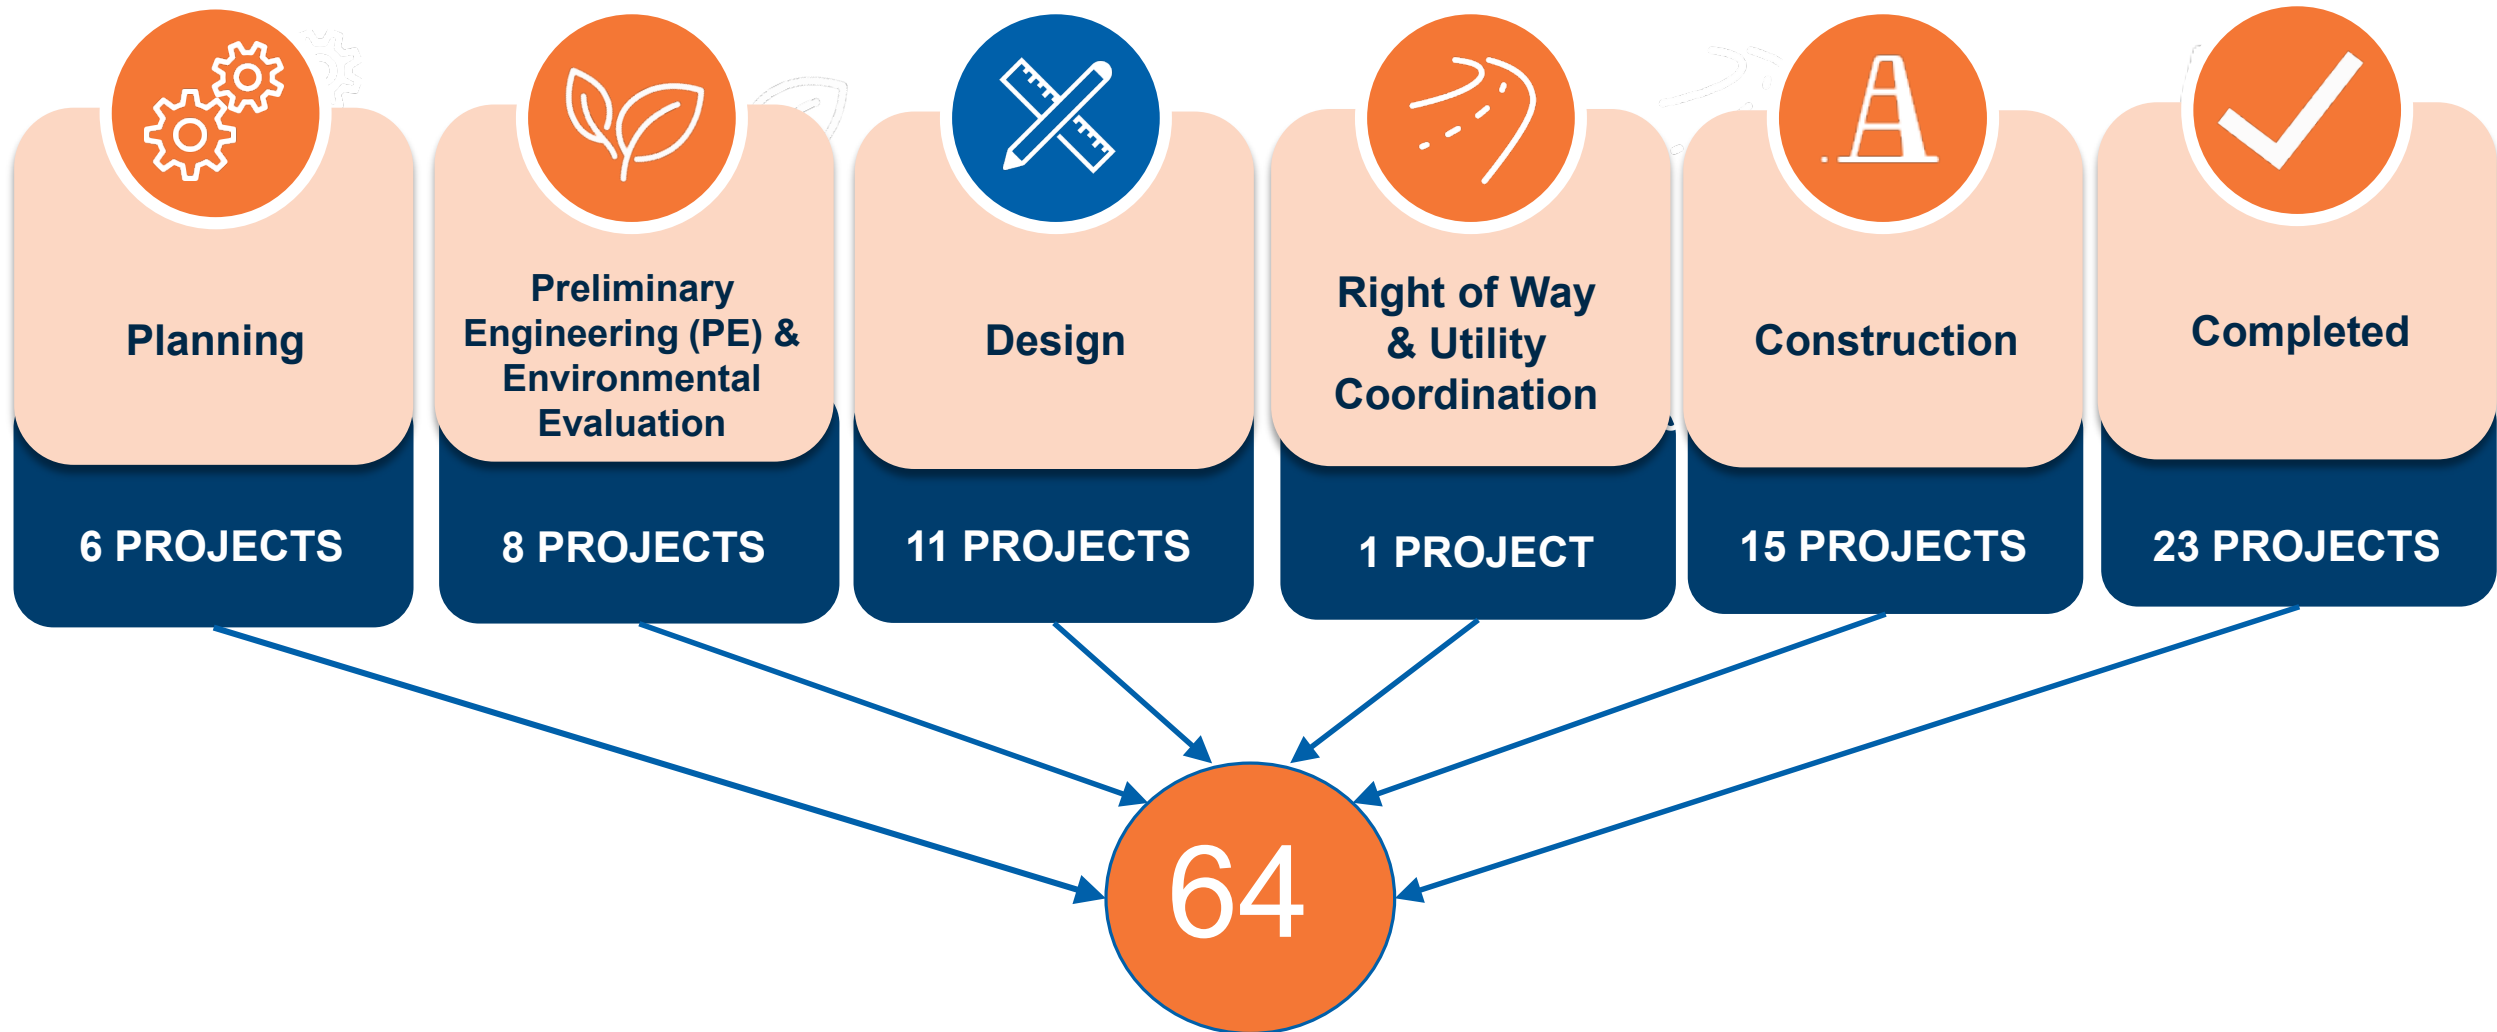 Planning
Preliminary
Engineering (PE) &
Environmental
Evaluation
Design
Right of Way
& Utility
Coordination
Construction
Completed
6 PROJECTS
8 PROJECTS
11 PROJECTS
1 PROJECT
15 PROJECTS
23 PROJECTS
64